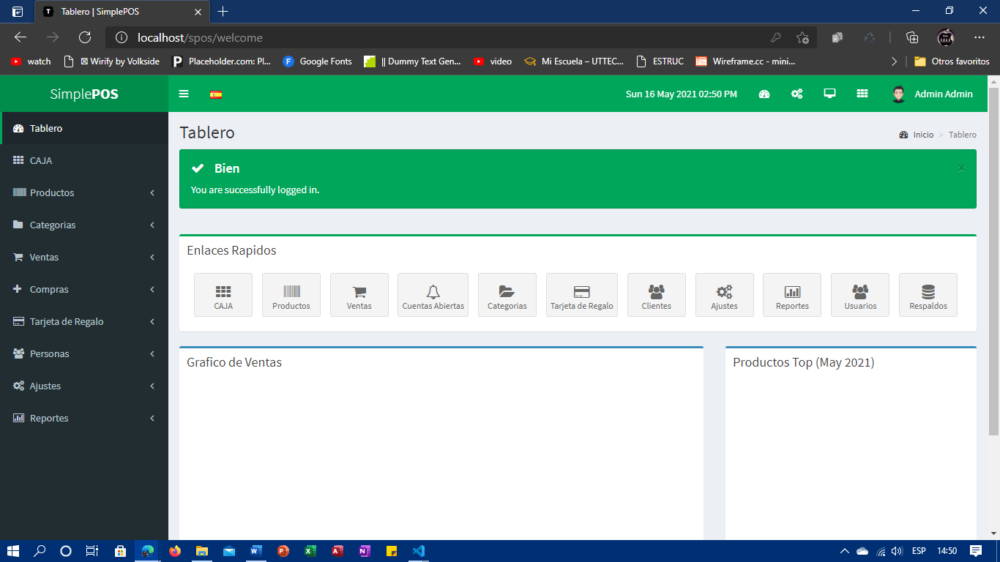 Tablero | SimplePOS
localhost/spos/welcome
watch
Wirify by Volkside
Placeholder.com: Pl...
Google Fonts
|| Dummy Text Gen...
video
Mi Escuela – UTTEC...
ESTRUC
Wireframe.cc - mini...
Otros favoritos
SimplePOS
Sun 16 May 2021 02:50 PM
Admin Admin
Tablero
CAJA
Productos
Categorias
Ventas
Compras
Tarjeta de Regalo
Personas
Ajustes
Reportes
Tablero
Inicio > Tablero
Bien
×
You are successfully logged in.
Enlaces Rapidos
CAJA
Productos
Ventas
Cuentas Abiertas
Categorias
Tarjeta de Regalo
Clientes
Ajustes
Reportes
Usuarios
Respaldos
Grafico de Ventas
Productos Top (May 2021)
ESP
14:50